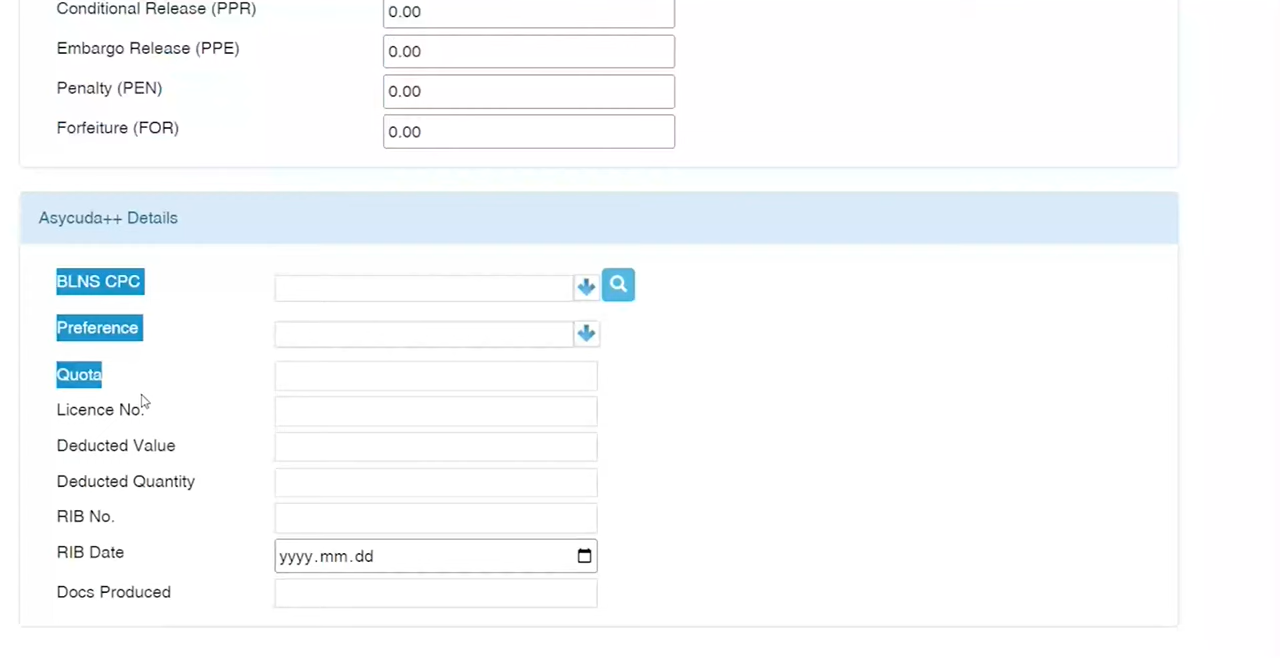 Conditional Release (PPR) 0.00
Embargo Release (PPE) 0.00
Penalty (PEN) 0.00
Forfeiture (FOR) 0.00
Asycuda++ Details
BLNS CPC
Preference
Quota
Licence No.
Deducted Value
Deducted Quantity
RIB No.
RIB Date yyyy.mm.dd
Docs Produced